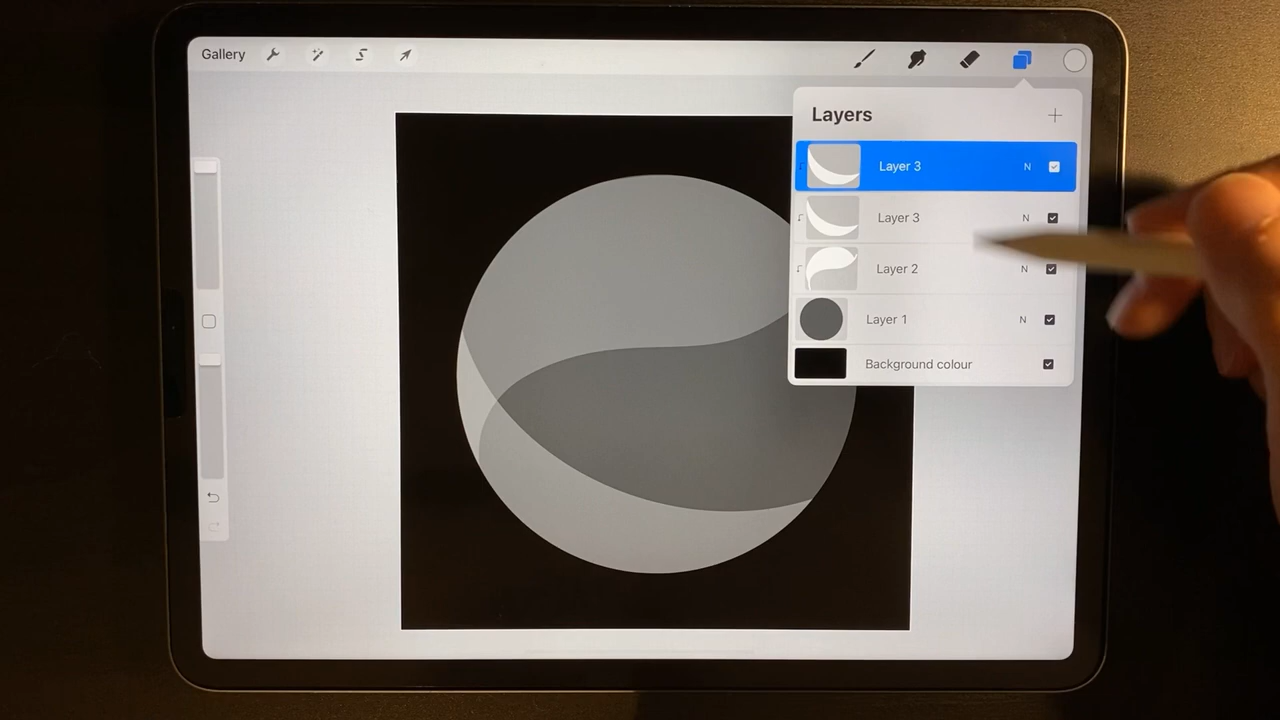 Gallery
Layers
Layer 3 N
Layer 3 N
Layer 2 N
Layer 1 N
Background colour